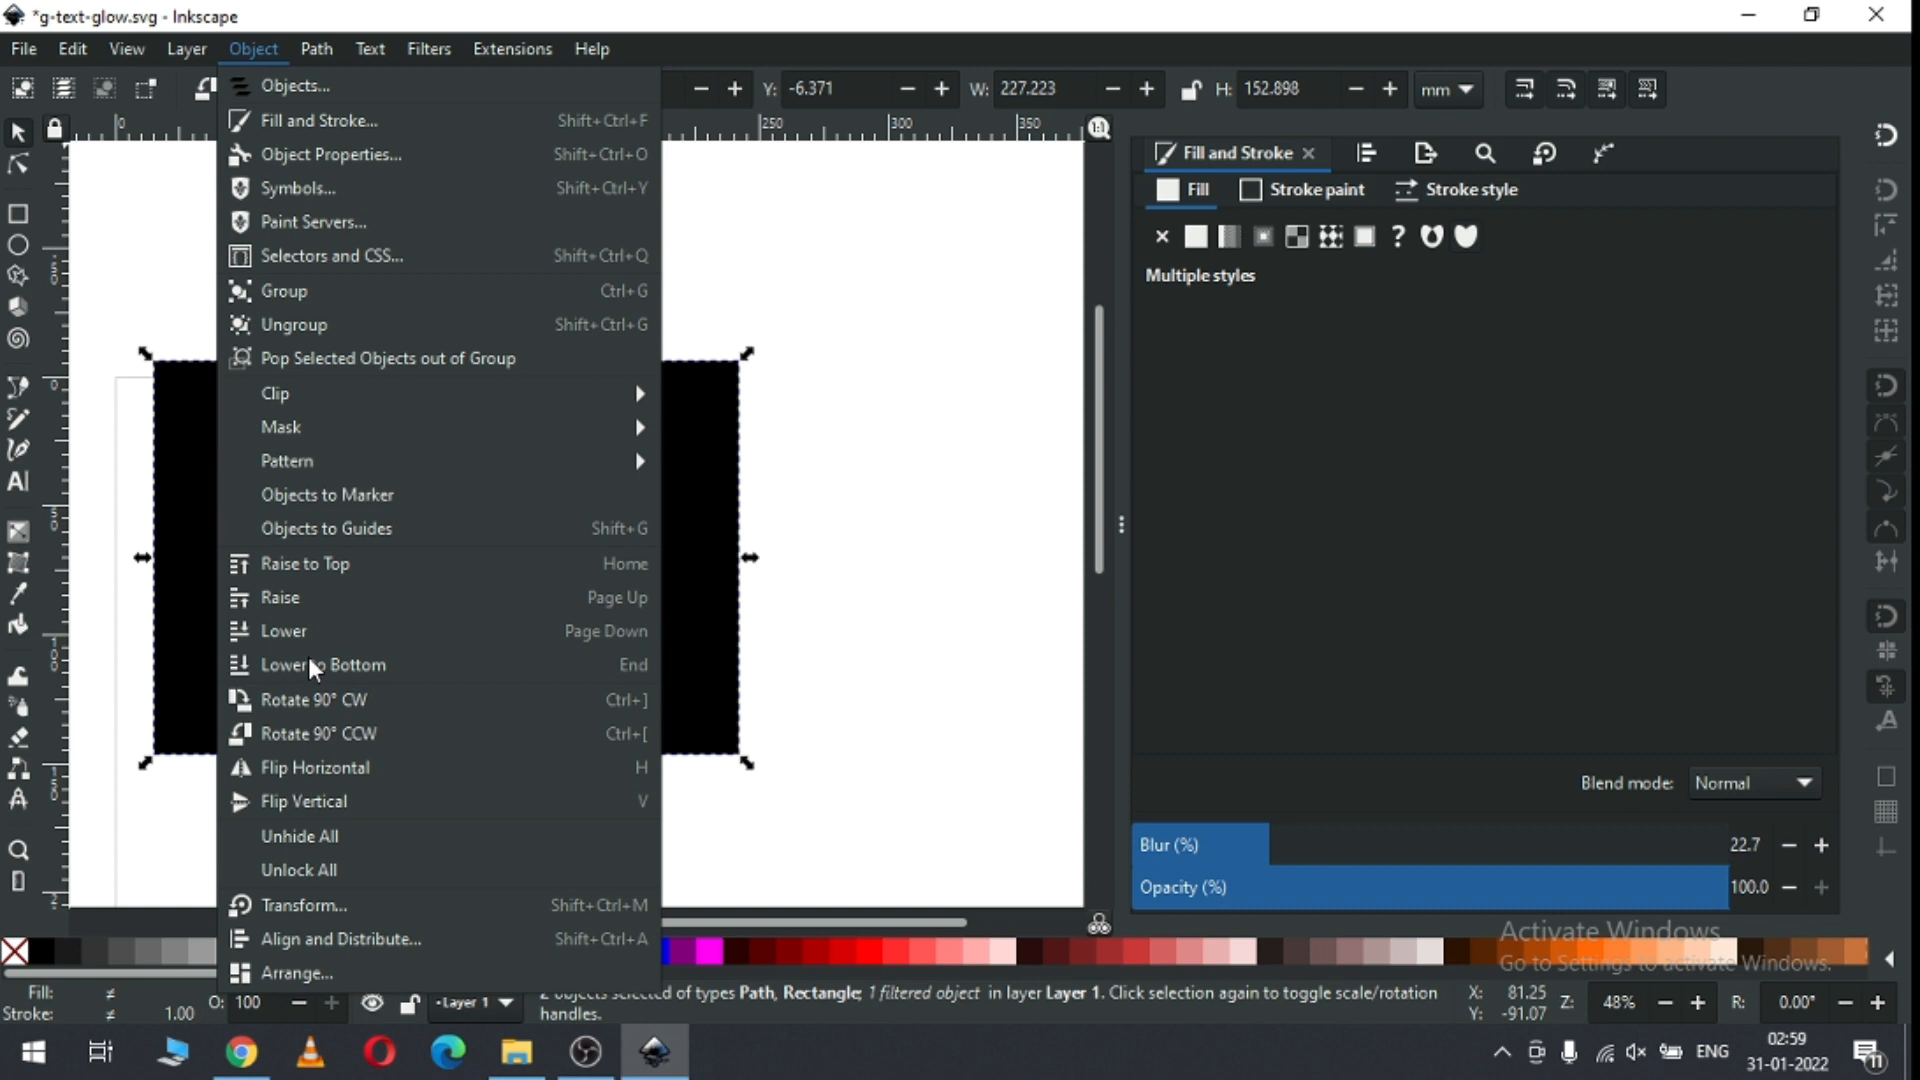 *g-text-glow.svg - Inkscape
File Edit View Layer Object Path Text Filters Extensions Help
Y: -6.371 W: 227.223 H: 152.898 mm
Objects...
Fill and Stroke... Shift+Ctrl+F
Object Properties... Shift+Ctrl+O
Symbols... Shift+Ctrl+Y
Paint Servers...
Selectors and CSS... Shift+Ctrl+Q
Group Ctrl+G
Ungroup Shift+Ctrl+G
Pop Selected Objects out of Group
Clip
Mask
Pattern
Objects to Marker
Objects to Guides Shift+G
Raise to Top Home
Raise Page Up
Lower Page Down
Lower to Bottom End
Rotate 90° CW Ctrl+]
Rotate 90° CCW Ctrl+[
Flip Horizontal H
Flip Vertical V
Unhide All
Unlock All
Transform... Shift+Ctrl+M
Align and Distribute... Shift+Ctrl+A
Arrange...
0 250 300 350
1:1
Fill and Stroke
Fill Stroke paint Stroke style
?
Multiple styles
Blend mode: Normal
Blur (%) 22.7
Opacity (%) 100.0
Activate Windows
Go to Settings to activate Windows.
Fill: ≠
Stroke: ≠ 1.00 O: 100 Layer 1
2 objects selected of types Path, Rectangle; 1 filtered object in layer Layer 1. Click selection again to toggle scale/rotation
handles.
X: 81.25
Y: -91.07
Z: 48% R: 0.00°
ENG
02:59
31-01-2022
11